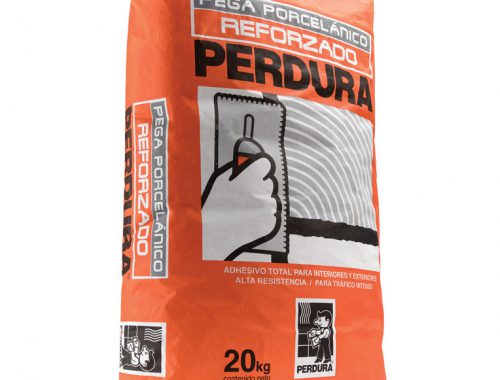 PEGA PORCELÁNICO
REFORZADO
PERDURA
ADHESIVO TOTAL PARA INTERIORES Y EXTERIORES
ALTA RESISTENCIA / PARA TRÁFICO INTENSO
20kg
contenido neto
PERDURA
PEGA PORCELÁNICO
REFORZADO
PERDURA